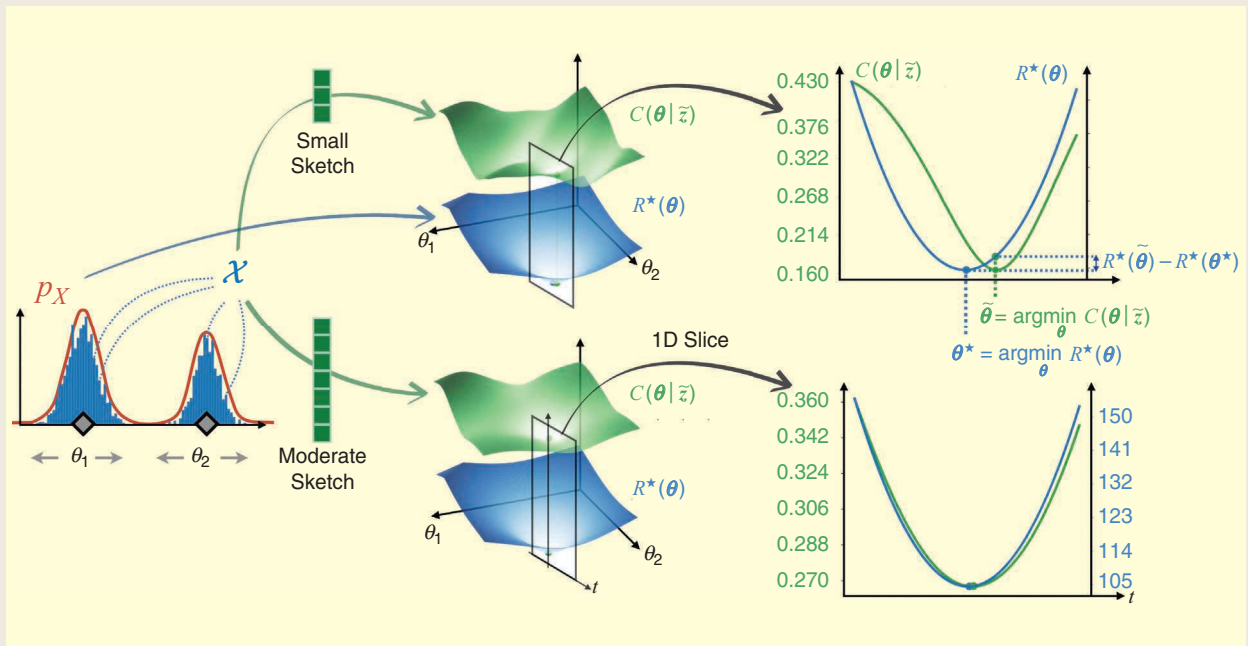 Small
Sketch
C(θ|z̃)
R★(θ)
θ₁
θ₂
0.430
0.376
0.322
0.268
0.214
0.160
C(θ|z̃)
R★(θ)
R★(θ̃) − R★(θ★)
θ̃ = argmin C(θ|z̃)
θ
θ★ = argmin R★(θ)
θ
𝒳
p_X
θ₁
θ₂
Moderate
Sketch
C(θ|z̃)
R★(θ)
θ₁
θ₂
t
1D Slice
0.360
0.342
0.324
0.306
0.288
0.270
150
141
132
123
114
105
t